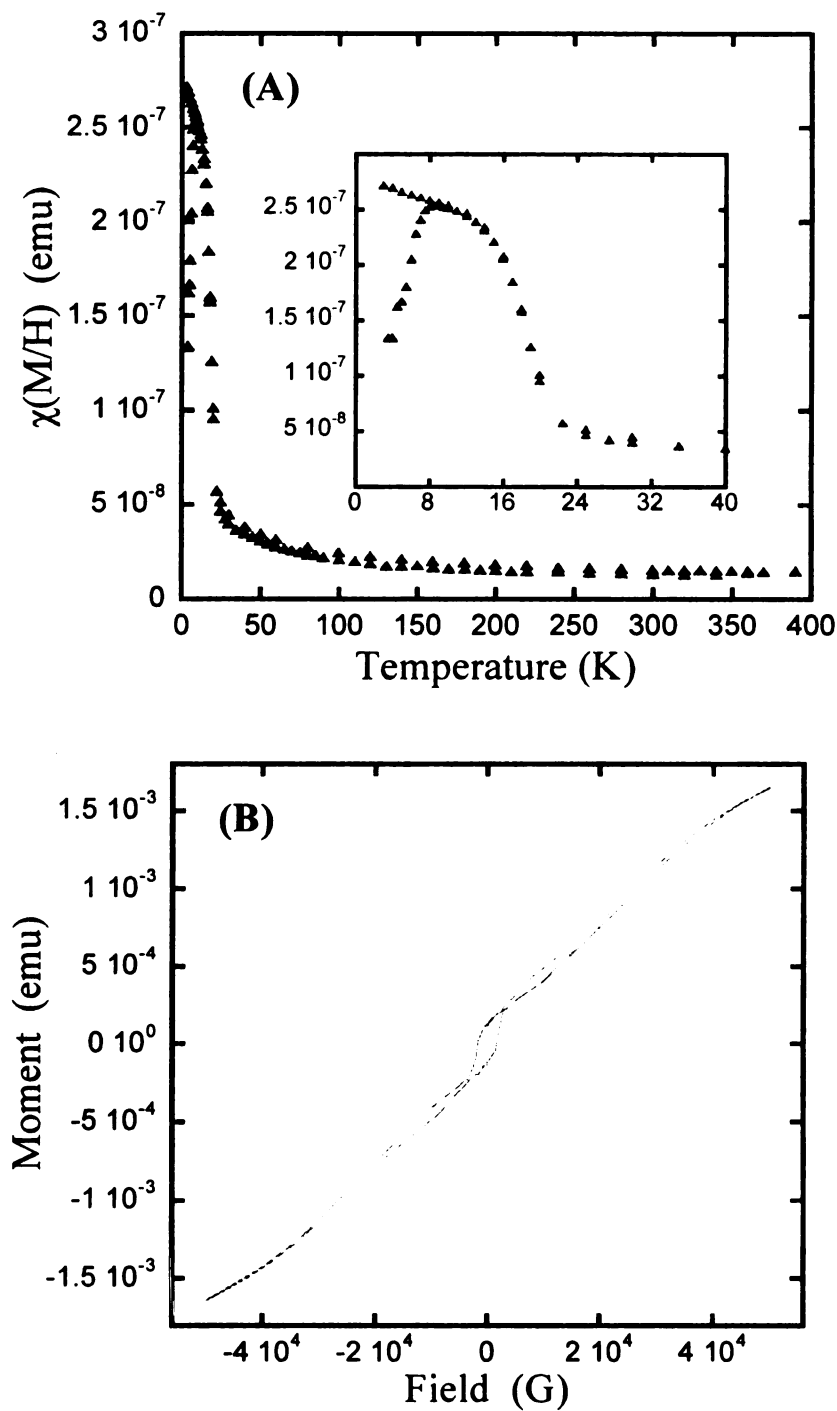 3 10⁻⁷
(A)
2.5 10⁻⁷
2 10⁻⁷
1.5 10⁻⁷
1 10⁻⁷
5 10⁻⁸
0
χ(M/H) (emu)
2.5 10⁻⁷
2 10⁻⁷
1.5 10⁻⁷
1 10⁻⁷
5 10⁻⁸
0 8 16 24 32 40
0 50 100 150 200 250 300 350 400
Temperature (K)
(B)
1.5 10⁻³
1 10⁻³
5 10⁻⁴
0 10⁰
-5 10⁻⁴
-1 10⁻³
-1.5 10⁻³
Moment (emu)
-4 10⁴ -2 10⁴ 0 2 10⁴ 4 10⁴
Field (G)